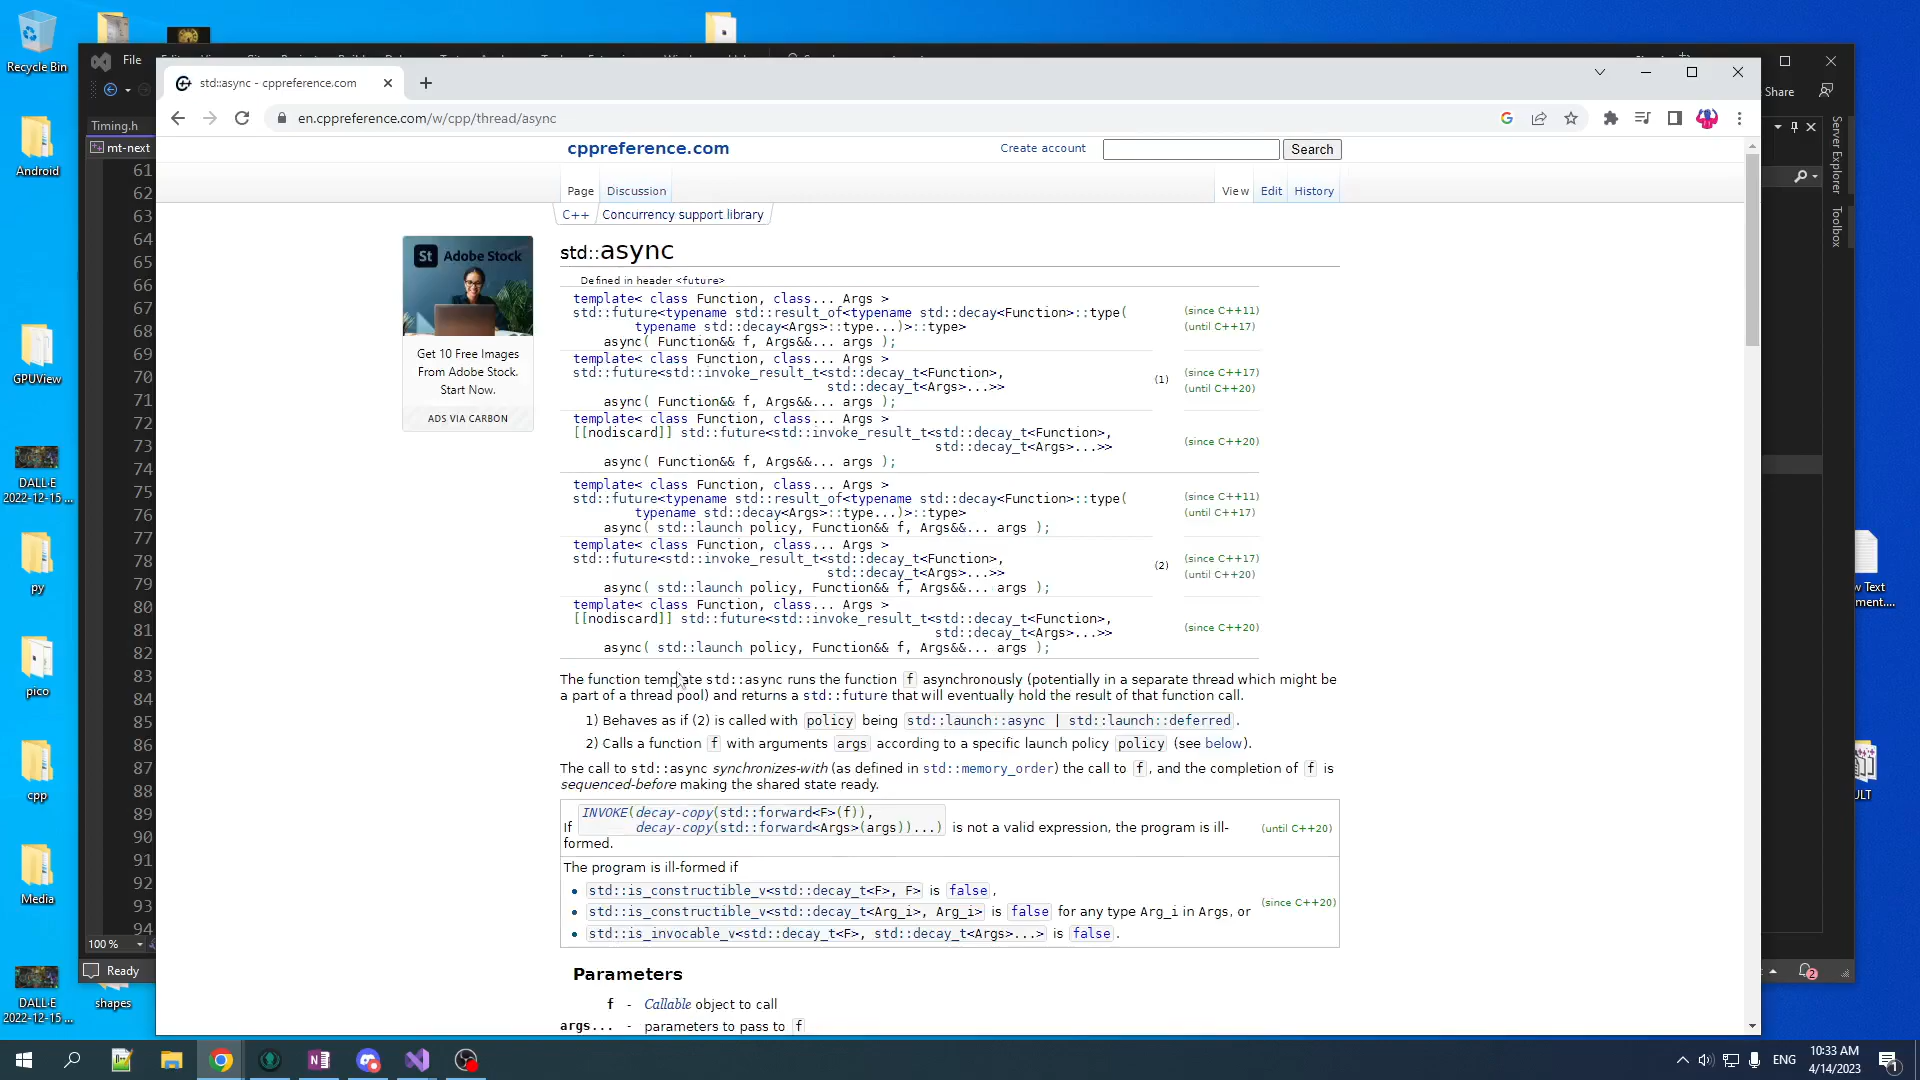 Recycle Bin
File
std::async - cppreference.com
Share
en.cppreference.com/w/cpp/thread/async
Timing.h
mt-next
Server Explorer
Toolbox
cppreference.com
Create account
Search
Page
Discussion
View
Edit
History
C++
Concurrency support library
Android
GPUView
DALL·E
2022-12-15 ...
py
pico
cpp
Media
DALL·E
2022-12-15 ...
shapes
61
62
63
64
65
66
67
68
69
70
71
72
73
74
75
76
77
78
79
80
81
82
83
84
85
86
87
88
89
90
91
92
93
94
100 %
Ready
St Adobe Stock
Get 10 Free Images
From Adobe Stock.
Start Now.
ADS VIA CARBON
std::async
Defined in header <future>
template< class Function, class... Args >
std::future<typename std::result_of<typename std::decay<Function>::type(
typename std::decay<Args>::type...)>::type>
async( Function&& f, Args&&... args );
(since C++11)
(until C++17)
template< class Function, class... Args >
std::future<std::invoke_result_t<std::decay_t<Function>,
std::decay_t<Args>...>>
async( Function&& f, Args&&... args );
(1)
(since C++17)
(until C++20)
template< class Function, class... Args >
[[nodiscard]] std::future<std::invoke_result_t<std::decay_t<Function>,
std::decay_t<Args>...>>
async( Function&& f, Args&&... args );
(since C++20)
template< class Function, class... Args >
std::future<typename std::result_of<typename std::decay<Function>::type(
typename std::decay<Args>::type...)>::type>
async( std::launch policy, Function&& f, Args&&... args );
(since C++11)
(until C++17)
template< class Function, class... Args >
std::future<std::invoke_result_t<std::decay_t<Function>,
std::decay_t<Args>...>>
async( std::launch policy, Function&& f, Args&&... args );
(2)
(since C++17)
(until C++20)
template< class Function, class... Args >
[[nodiscard]] std::future<std::invoke_result_t<std::decay_t<Function>,
std::decay_t<Args>...>>
async( std::launch policy, Function&& f, Args&&... args );
(since C++20)
The function template std::async runs the function f asynchronously (potentially in a separate thread which might be
a part of a thread pool) and returns a std::future that will eventually hold the result of that function call.
1) Behaves as if (2) is called with policy being std::launch::async | std::launch::deferred.
2) Calls a function f with arguments args according to a specific launch policy policy (see below).
The call to std::async synchronizes-with (as defined in std::memory_order) the call to f, and the completion of f is
sequenced-before making the shared state ready.
INVOKE(decay-copy(std::forward<F>(f)),
If decay-copy(std::forward<Args>(args))...) is not a valid expression, the program is ill-
formed.
(until C++20)
The program is ill-formed if
• std::is_constructible_v<std::decay_t<F>, F> is false,
• std::is_constructible_v<std::decay_t<Arg_i>, Arg_i> is false for any type Arg_i in Args, or
• std::is_invocable_v<std::decay_t<F>, std::decay_t<Args>...> is false.
(since C++20)
Parameters
f - Callable object to call
args... - parameters to pass to f
w Text
ment....
ULT
2
ENG
10:33 AM
4/14/2023
1